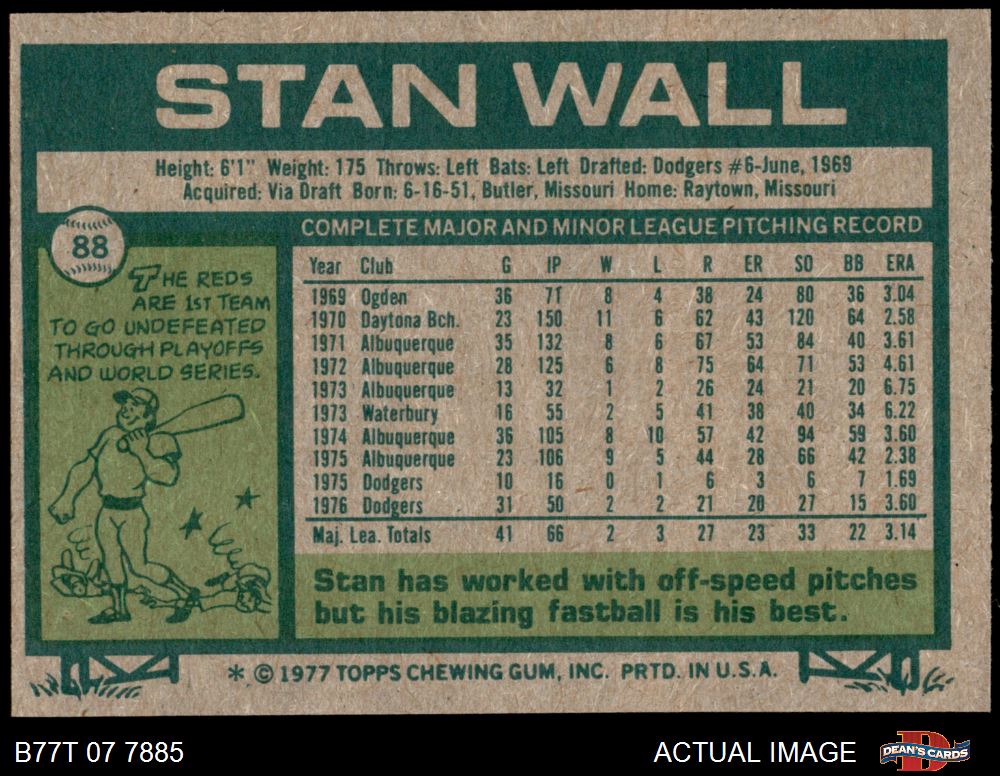 STAN WALL
Height: 6'1" Weight: 175 Throws: Left Bats: Left Drafted: Dodgers #6-June, 1969
Acquired: Via Draft Born: 6-16-51, Butler, Missouri Home: Raytown, Missouri
88
THE REDS
ARE 1ST TEAM
TO GO UNDEFEATED
THROUGH PLAYOFFS
AND WORLD SERIES.
COMPLETE MAJOR AND MINOR LEAGUE PITCHING RECORD
Year Club G IP W L R ER SO BB ERA
1969 Ogden 36 71 8 4 38 24 80 36 3.04
1970 Daytona Bch. 23 150 11 6 62 43 120 64 2.58
1971 Albuquerque 35 132 8 6 67 53 84 40 3.61
1972 Albuquerque 28 125 6 8 75 64 71 53 4.61
1973 Albuquerque 13 32 1 2 26 24 21 20 6.75
1973 Waterbury 16 55 2 5 41 38 40 34 6.22
1974 Albuquerque 36 105 8 10 57 42 94 59 3.60
1975 Albuquerque 23 106 9 5 44 28 66 42 2.38
1975 Dodgers 10 16 0 1 6 3 6 7 1.69
1976 Dodgers 31 50 2 2 21 20 27 15 3.60
Maj. Lea. Totals 41 66 2 3 27 23 33 22 3.14
Stan has worked with off-speed pitches
but his blazing fastball is his best.
* © 1977 TOPPS CHEWING GUM, INC. PRTD. IN U.S.A.
B77T 07 7885
ACTUAL IMAGE
D
DEAN'S CARDS